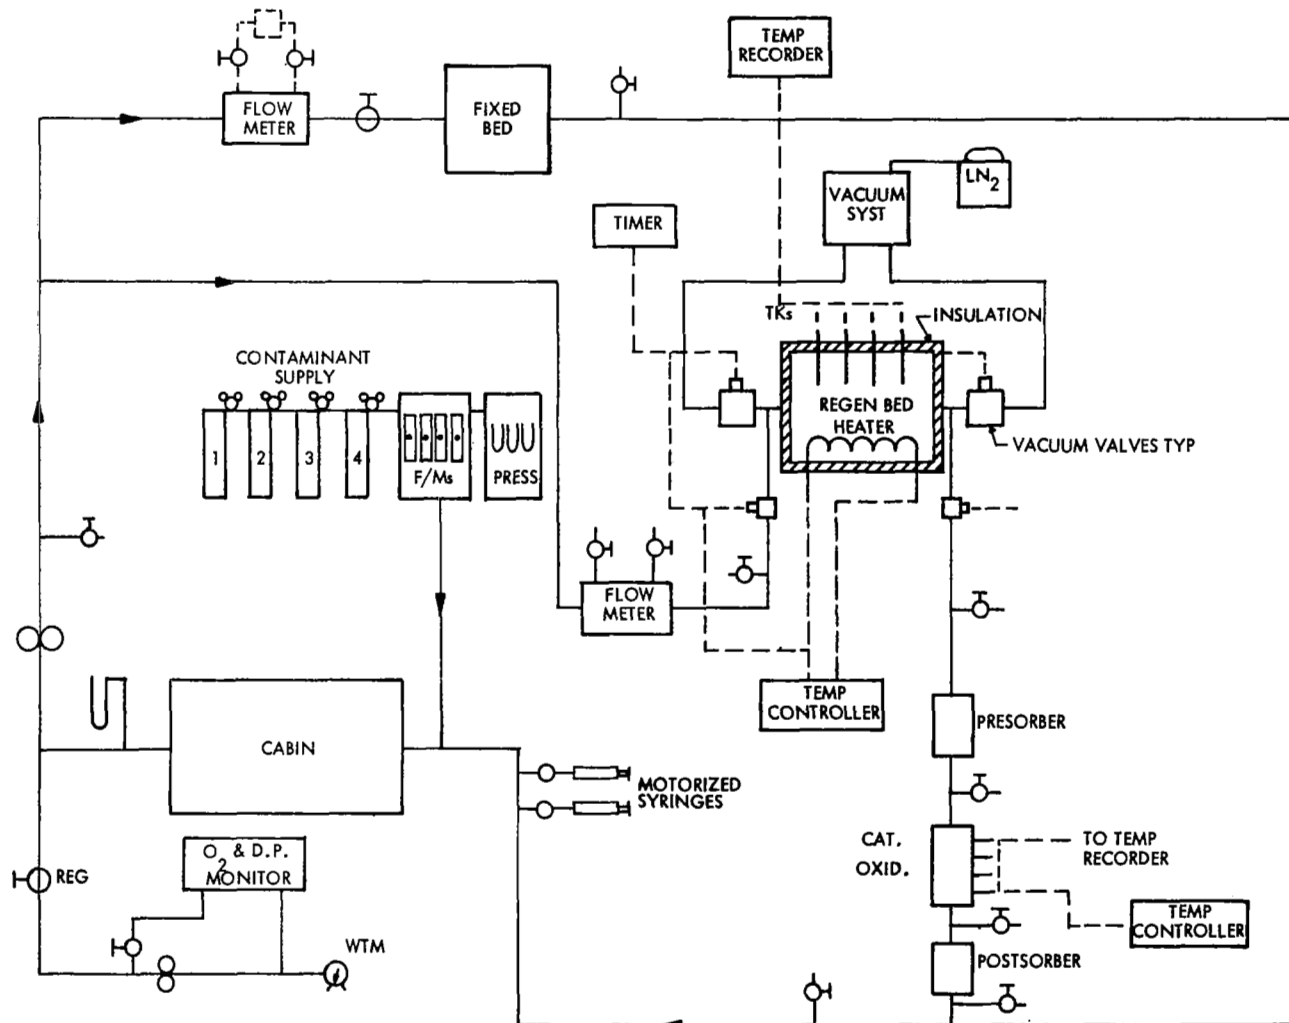 TEMP
RECORDER
FLOW
METER
FIXED
BED
VACUUM
SYST
LN2
TIMER
TKs
INSULATION
CONTAMINANT
SUPPLY
REGEN BED
HEATER
VACUUM VALVES TYP
1
2
3
4
F/Ms
PRESS
FLOW
METER
TEMP
CONTROLLER
PRESORBER
CABIN
MOTORIZED
SYRINGES
CAT.
OXID.
TO TEMP
RECORDER
O2 & D.P.
MONITOR
REG
TEMP
CONTROLLER
WTM
POSTSORBER